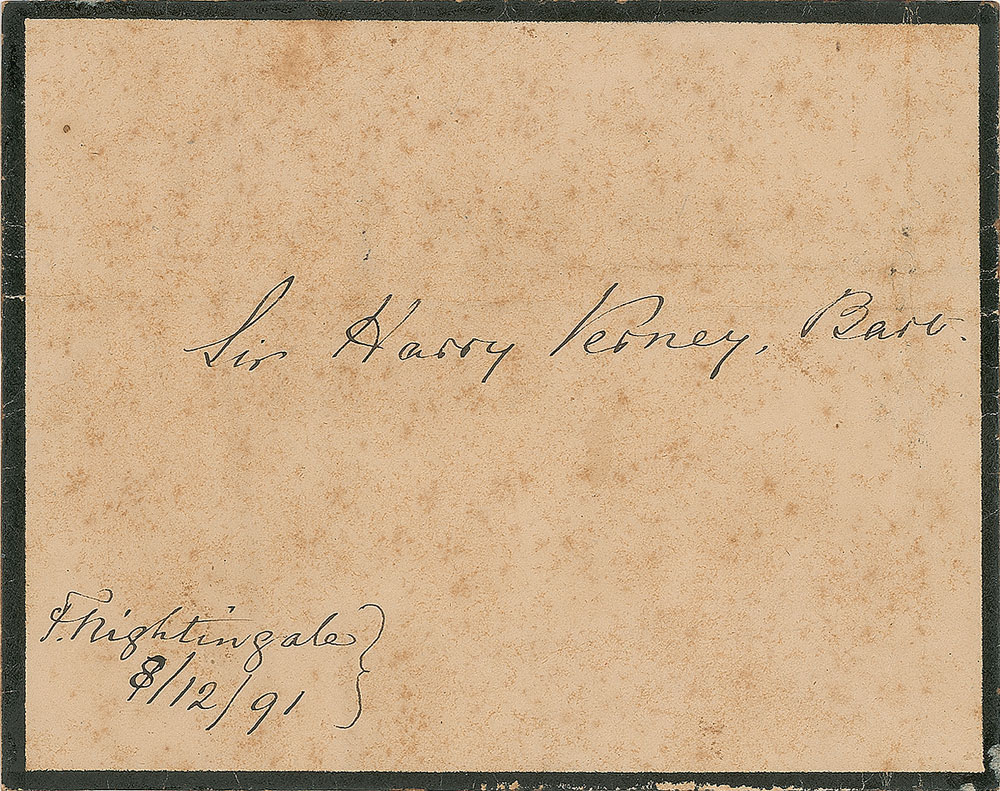 Sir Harry Verney, Bart.
F. Nightingale
8/12/91